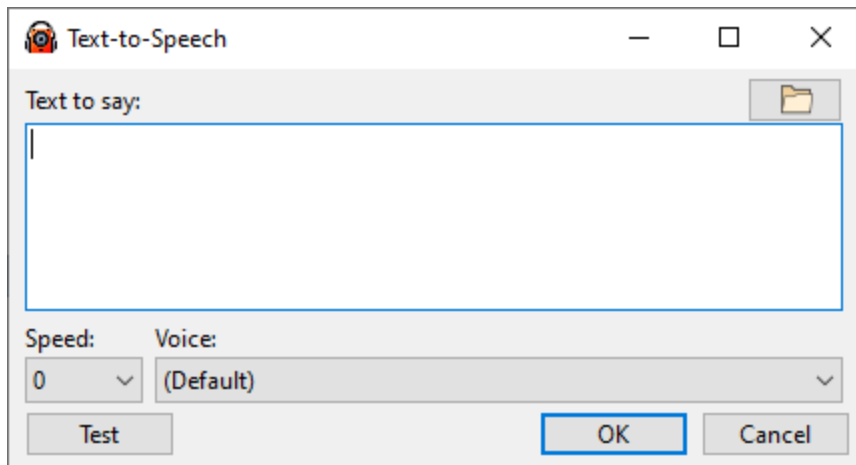 Text-to-Speech
Text to say:
Speed: Voice:
0 (Default)
Test OK Cancel